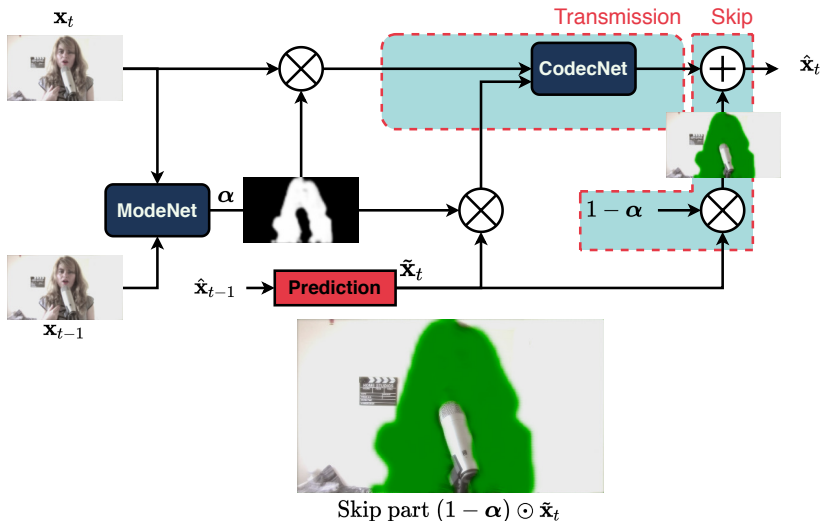 x_t
Transmission
Skip
CodecNet
x̂_t
ModeNet
α
1 − α
x̃_t
x̂_{t−1}
Prediction
x_{t−1}
Skip part (1 − α) ⊙ x̃_t